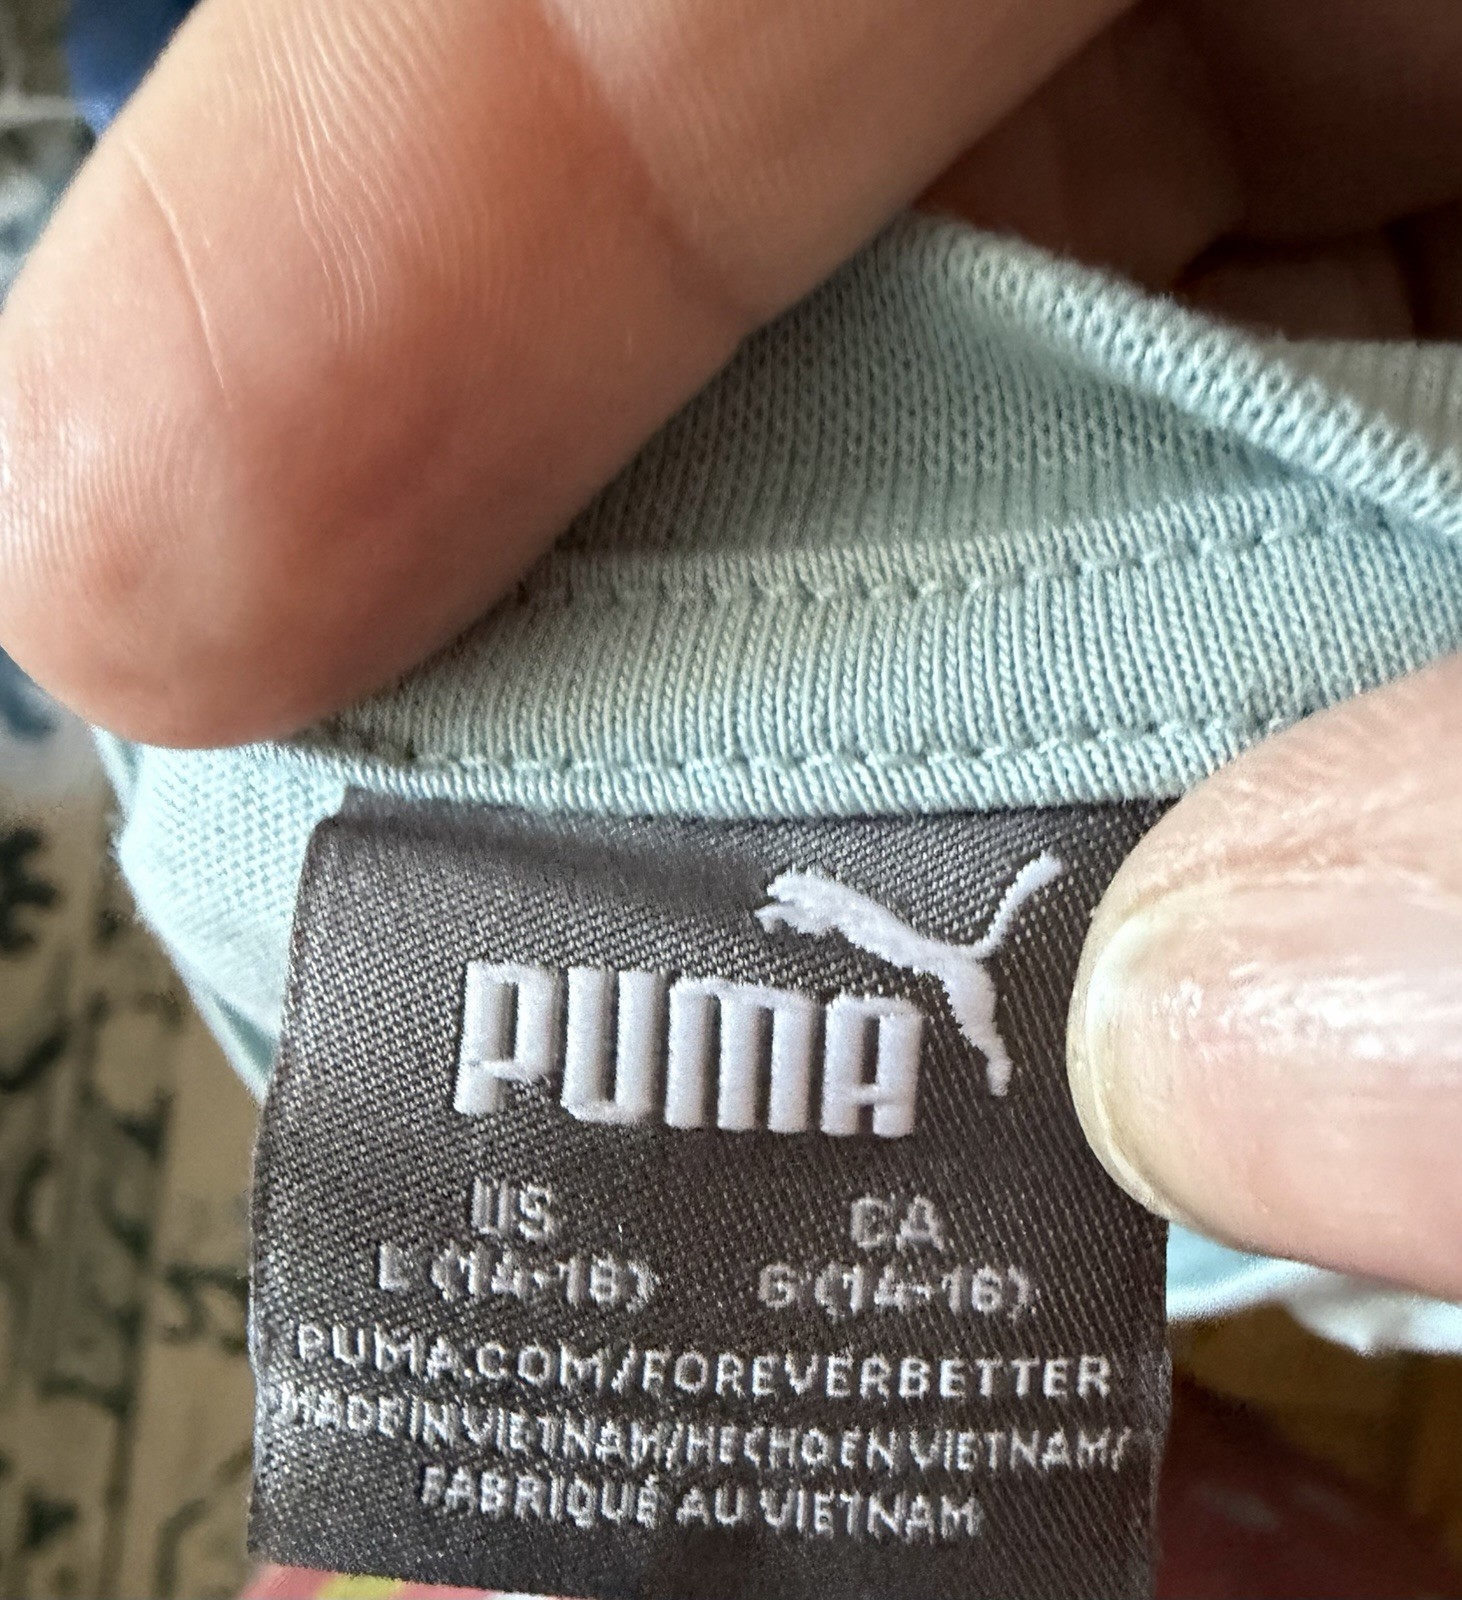 PUMA
US CA
L (14-16) G (14-16)
PUMA.COM/FOREVERBETTER
MADE IN VIETNAM/HECHO EN VIETNAM/
FABRIQUÉ AU VIETNAM